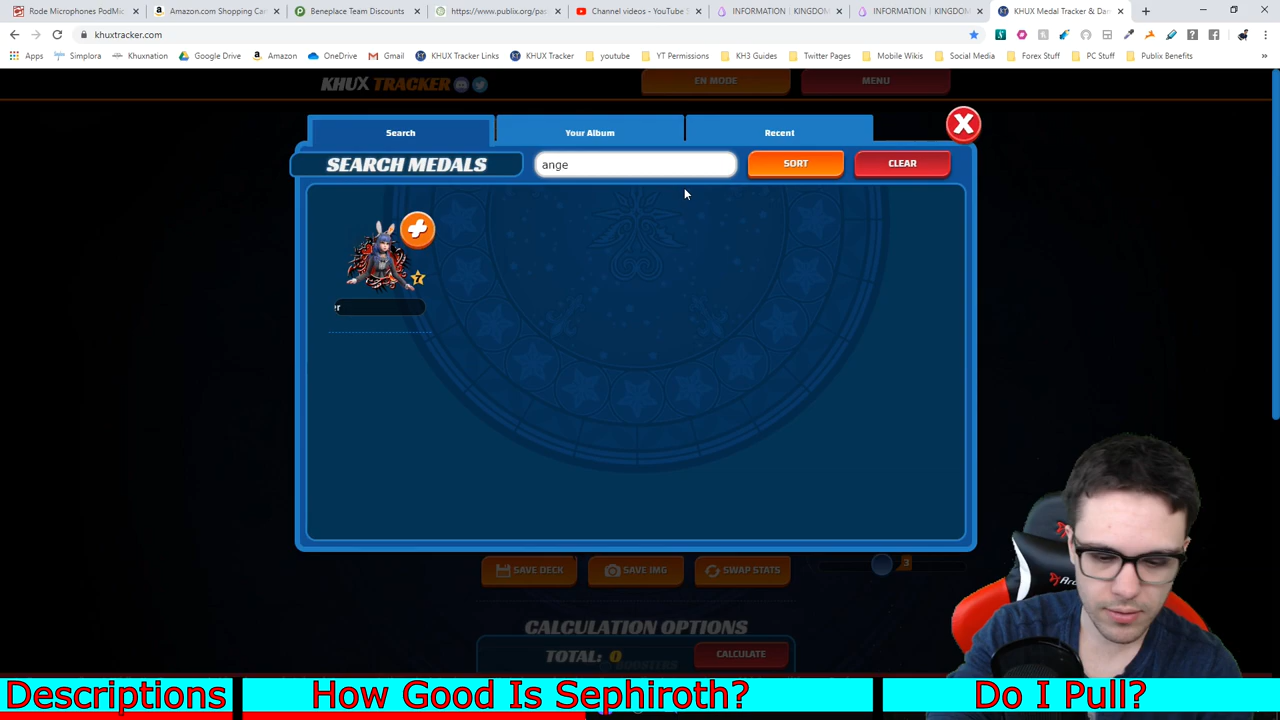 Rode Microphones PodMic
Amazon.com Shopping Car
Beneplace Team Discounts
https://www.publix.org/pas
Channel videos - YouTube S
INFORMATION | KINGDOM
INFORMATION | KINGDOM
KHUX Medal Tracker & Dam
khuxtracker.com
Apps
Simplora
Khuxnation
Google Drive
Amazon
OneDrive
Gmail
KHUX Tracker Links
KHUX Tracker
youtube
YT Permissions
KH3 Guides
Twitter Pages
Mobile Wikis
Social Media
Forex Stuff
PC Stuff
Publix Benefits
KHUX TRACKER
EN MODE
MENU
Search
Your Album
Recent
SEARCH MEDALS
ange
SORT
CLEAR
7
SAVE DECK
SAVE IMG
SWAP STATS
3
CALCULATION OPTIONS
TOTAL: 0
CALCULATE
Descriptions
How Good Is Sephiroth?
Do I Pull?